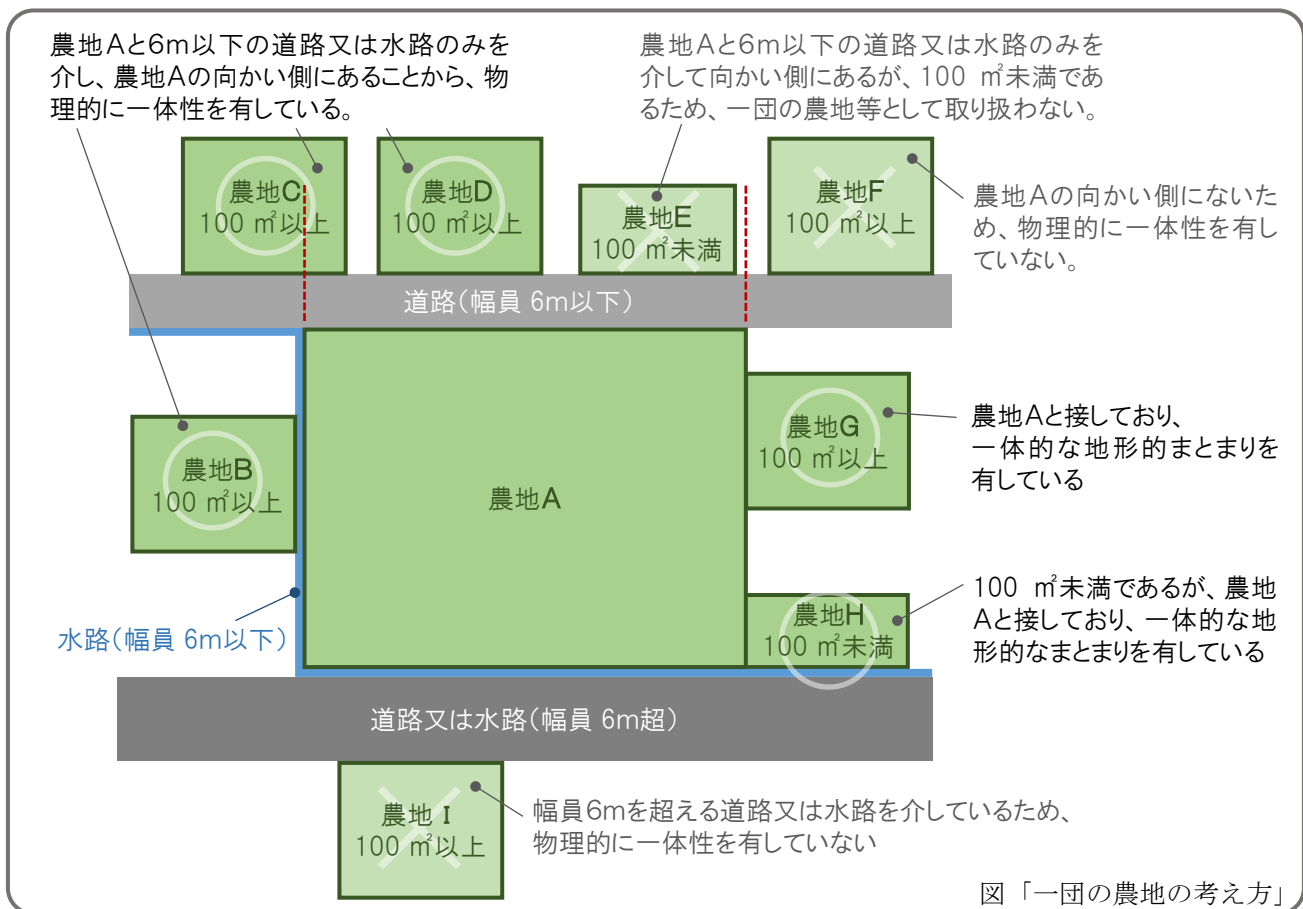 農地Aと6m以下の道路又は水路のみを
介し、農地Aの向かい側にあることから、物
理的に一体性を有している。
農地Aと6m以下の道路又は水路のみを
介して向かい側にあるが、100 ㎡未満であ
るため、一団の農地等として取り扱わない。
農地C
100 ㎡以上
農地D
100 ㎡以上
農地E
100 ㎡未満
農地F
100 ㎡以上
農地Aの向かい側にないた
め、物理的に一体性を有し
ていない。
道路(幅員 6m以下)
農地B
100 ㎡以上
農地A
農地G
100 ㎡以上
農地Aと接しており、
一体的な地形的まとまりを
有している
農地H
100 ㎡未満
100 ㎡未満であるが、農地
Aと接しており、一体的な地
形的なまとまりを有している
水路(幅員 6m以下)
道路又は水路(幅員 6m超)
農地 I
100 ㎡以上
幅員6mを超える道路又は水路を介しているため、
物理的に一体性を有していない
図「一団の農地の考え方」